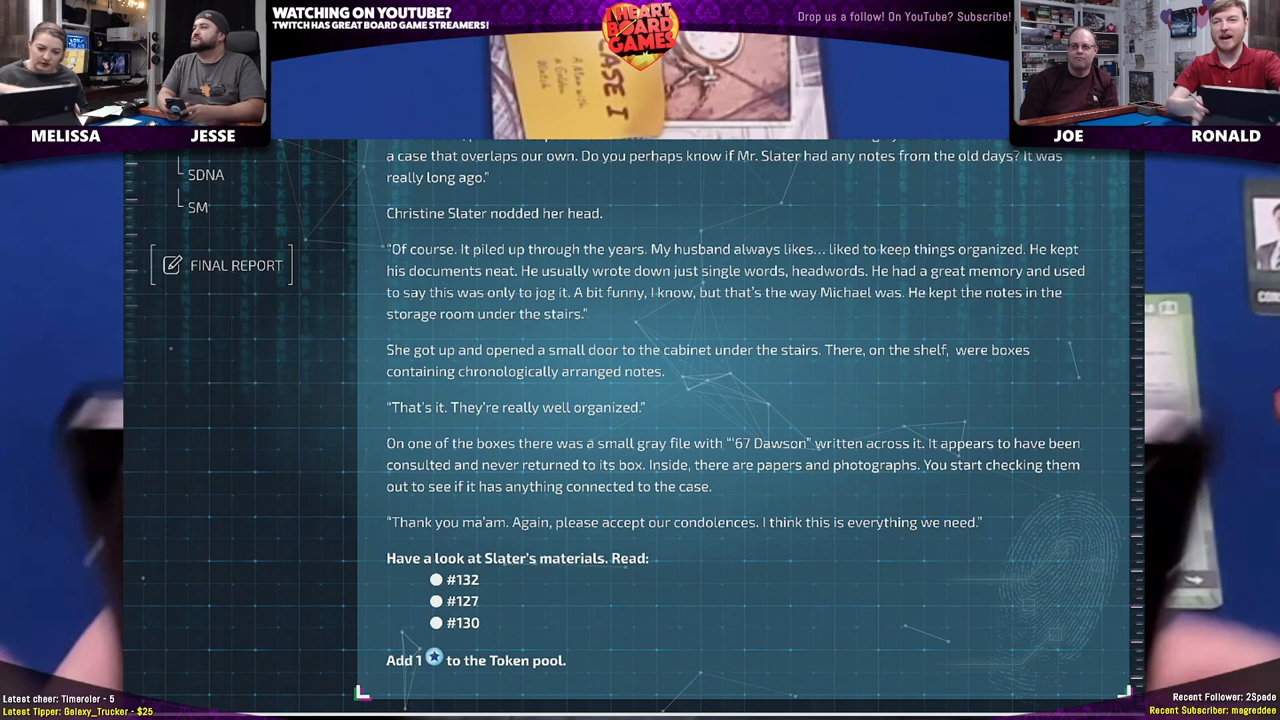 WATCHING ON YOUTUBE?
TWITCH HAS GREAT BOARD GAME STREAMERS!
I HEART
BOARD
GAMES
Drop us a follow! On YouTube? Subscribe!
CASE I
A Man with
a Golden
Watch
MELISSA
JESSE
JOE
RONALD
SDNA
SM
FINAL REPORT
a case that overlaps our own. Do you perhaps know if Mr. Slater had any notes from the old days? It was
really long ago.”
Christine Slater nodded her head.
“Of course. It piled up through the years. My husband always likes… liked to keep things organized. He kept
his documents neat. He usually wrote down just single words, headwords. He had a great memory and used
to say this was only to jog it. A bit funny, I know, but that’s the way Michael was. He kept the notes in the
storage room under the stairs.”
She got up and opened a small door to the cabinet under the stairs. There, on the shelf, were boxes
containing chronologically arranged notes.
“That’s it. They’re really well organized.”
On one of the boxes there was a small gray file with “‘67 Dawson” written across it. It appears to have been
consulted and never returned to its box. Inside, there are papers and photographs. You start checking them
out to see if it has anything connected to the case.
“Thank you ma’am. Again, please accept our condolences. I think this is everything we need.”
Have a look at Slater’s materials. Read:
#132
#127
#130
Add 1 to the Token pool.
Latest cheer: Timeroler - 5
Latest Tipper: Galexy_Trucker - $25
Recent Follower: 2Spade
Recent Subscriber: magreddee